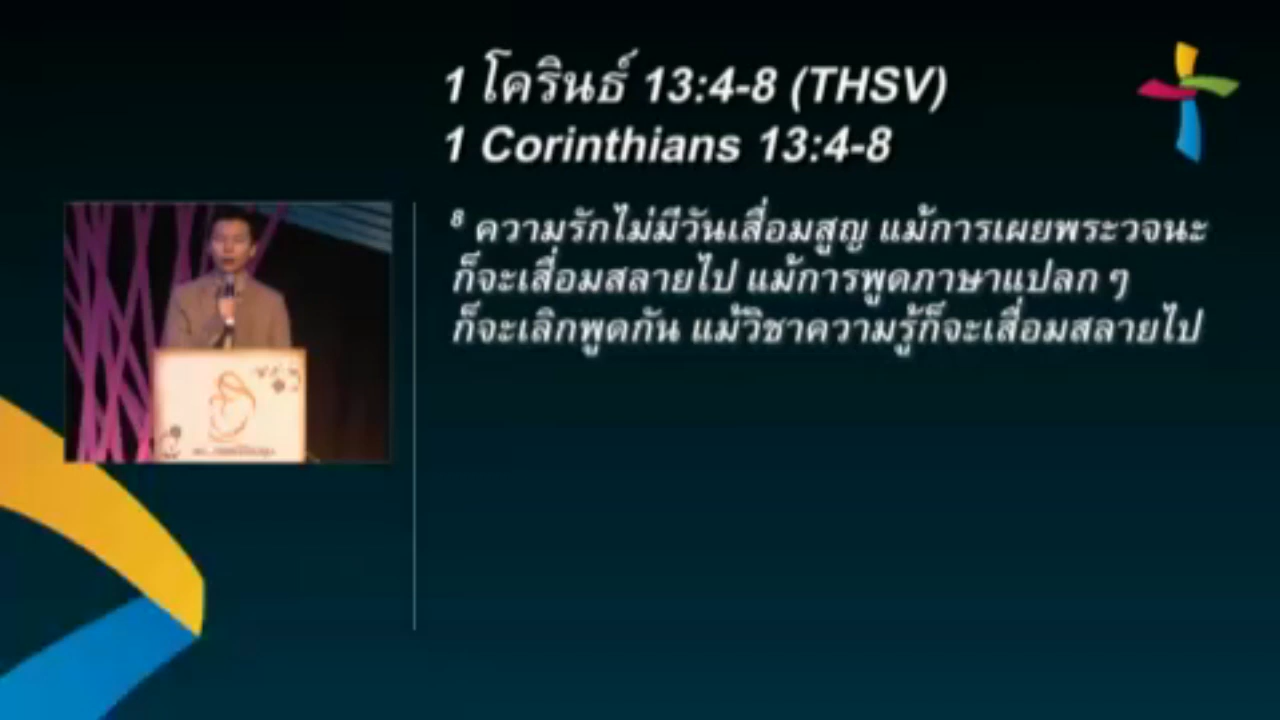 1 โครินธ์ 13:4-8 (THSV)
1 Corinthians 13:4-8
8 ความรักไม่มีวันเสื่อมสูญ แม้การเผยพระวจนะ
ก็จะเสื่อมสลายไป แม้การพูดภาษาแปลก ๆ
ก็จะเลิกพูดกัน แม้วิชาความรู้ก็จะเสื่อมสลายไป